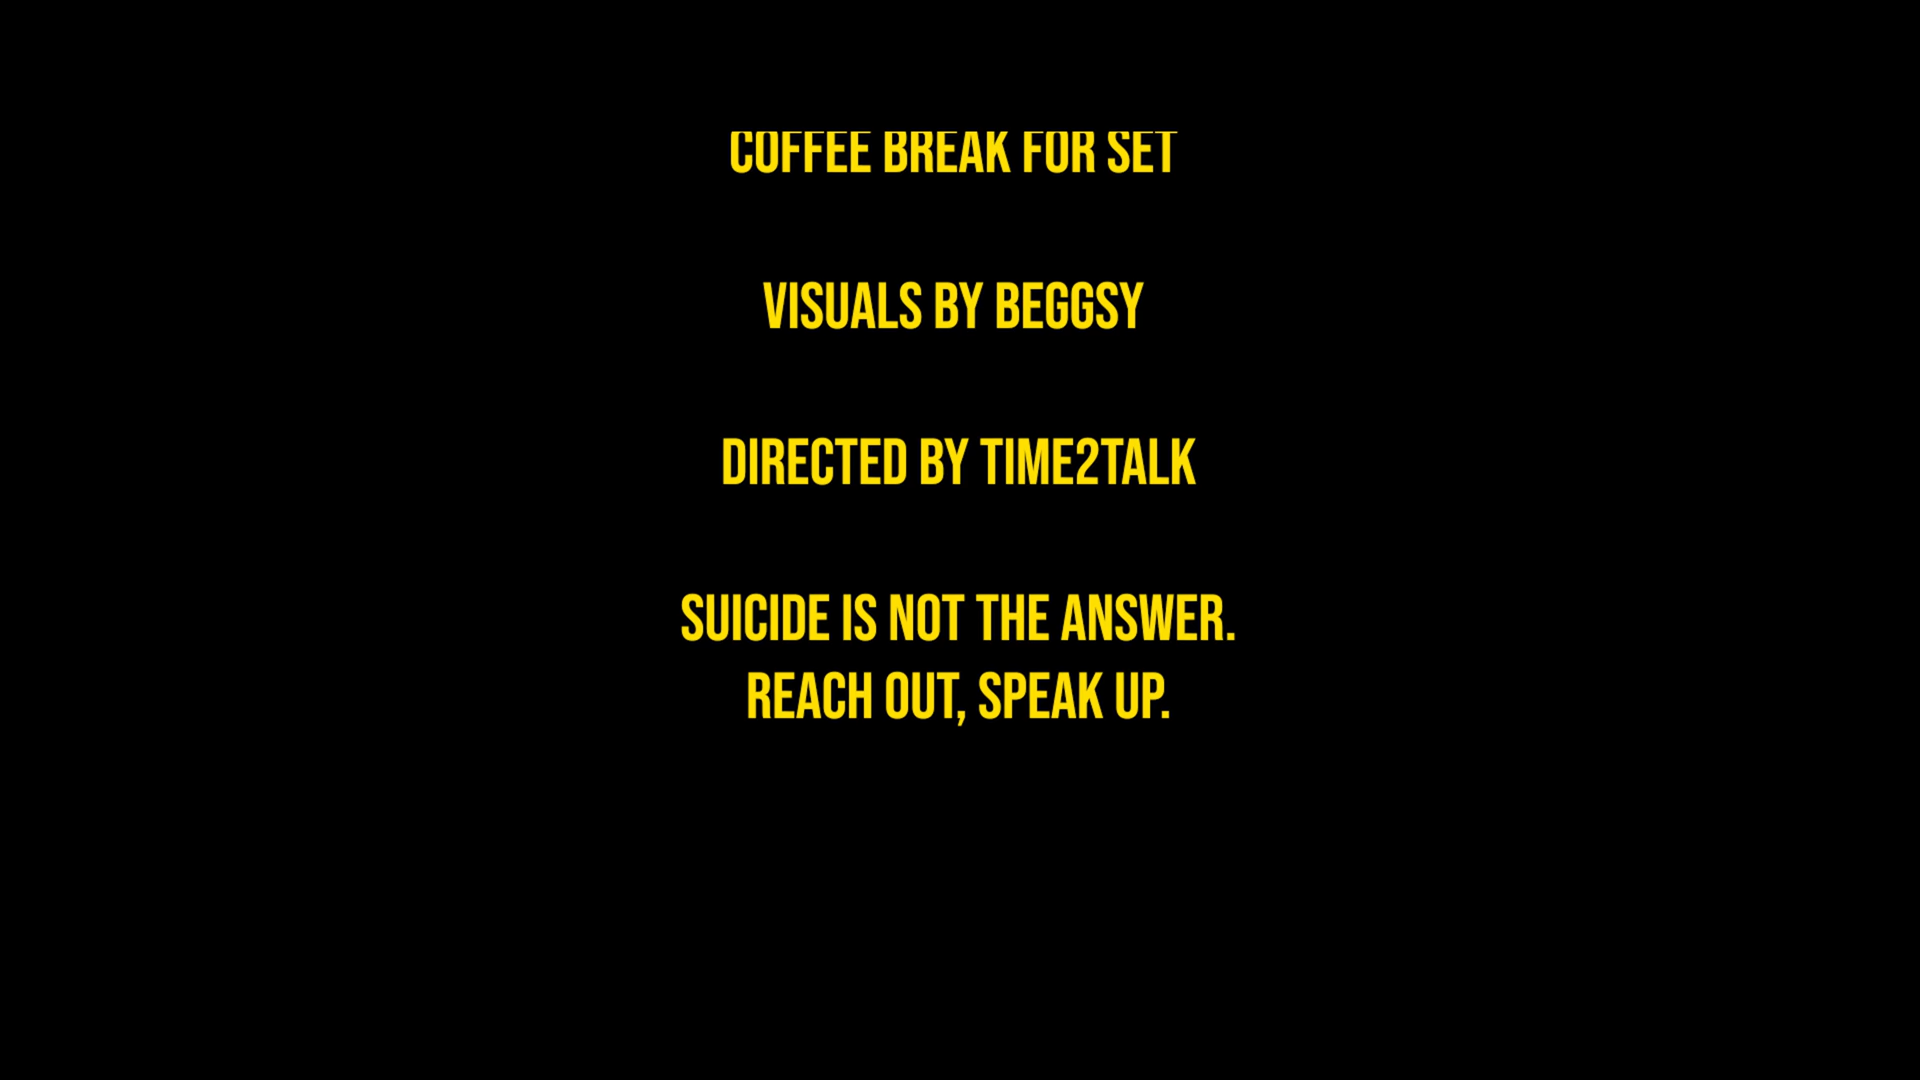 COFFEE BREAK FOR SET
VISUALS BY BEGGSY
DIRECTED BY TIME2TALK
SUICIDE IS NOT THE ANSWER.
REACH OUT, SPEAK UP.